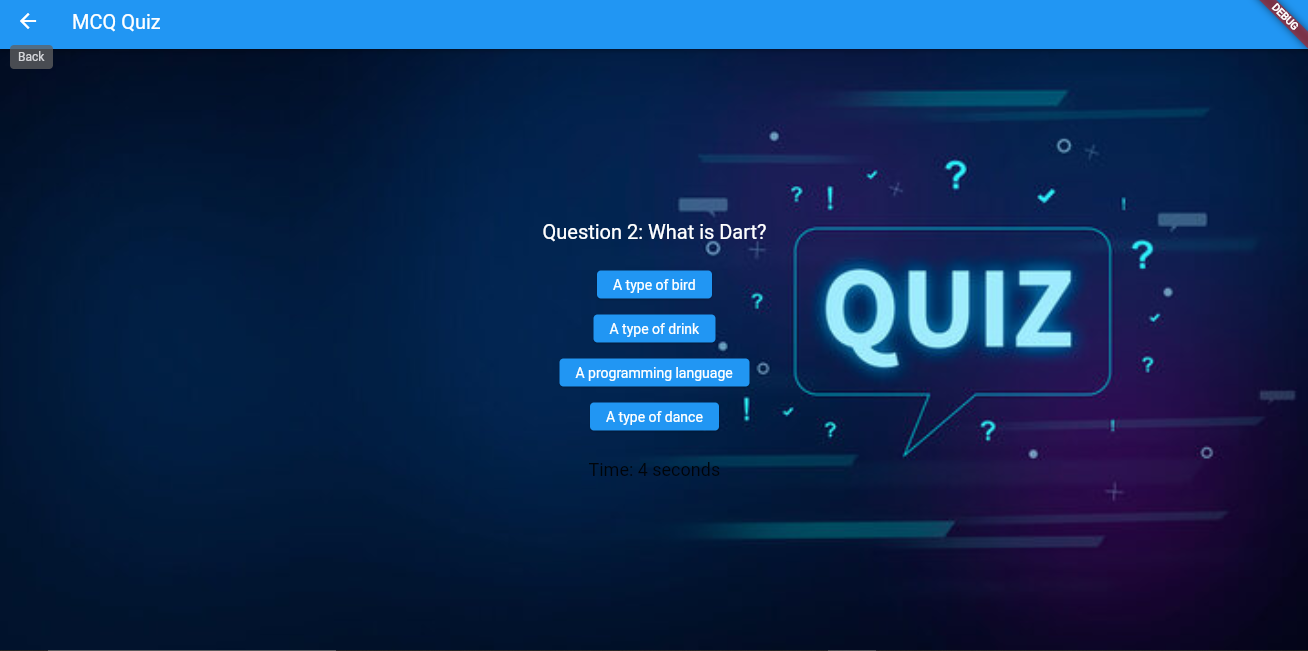 MCQ Quiz
DEBUG
Back
Question 2: What is Dart?
A type of bird
A type of drink
A programming language
A type of dance
Time: 4 seconds
? ! ?
! ?
QUIZ
? ?
! ? ? !